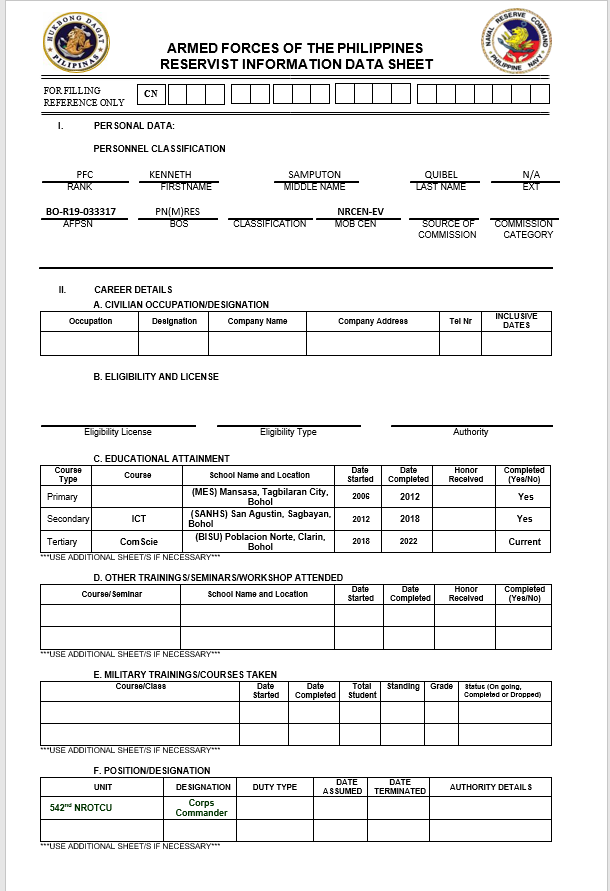 HUKBONG DAGAT
PILIPINAS
NAVAL RESERVE COMMAND
PHILIPPINE NAVY
ARMED FORCES OF THE PHILIPPINES
RESERVIST INFORMATION DATA SHEET
FOR FILLING
REFERENCE ONLY
CN
I. PERSONAL DATA:
PERSONNEL CLASSIFICATION
PFC KENNETH SAMPUTON QUIBEL N/A
RANK FIRSTNAME MIDDLE NAME LAST NAME EXT
BO-R19-033317 PN(M)RES NRCEN-EV
AFPSN BOS CLASSIFICATION MOB CEN SOURCE OF COMMISSION
COMMISSION CATEGORY
II. CAREER DETAILS
A. CIVILIAN OCCUPATION/DESIGNATION
Occupation Designation Company Name Company Address Tel Nr INCLUSIVE DATES
B. ELIGIBILITY AND LICENSE
Eligibility License Eligibility Type Authority
C. EDUCATIONAL ATTAINMENT
Course Type Course School Name and Location Date Started Date Completed Honor Received Completed (Yes/No)
Primary (MES) Mansasa, Tagbilaran City, Bohol 2006 2012 Yes
Secondary ICT (SANHS) San Agustin, Sagbayan, Bohol 2012 2018 Yes
Tertiary ComScie (BISU) Poblacion Norte, Clarin, Bohol 2018 2022 Current
***USE ADDITIONAL SHEET/S IF NECESSARY***
D. OTHER TRAININGS/SEMINARS/WORKSHOP ATTENDED
Course/Seminar School Name and Location Date Started Date Completed Honor Received Completed (Yes/No)
***USE ADDITIONAL SHEET/S IF NECESSARY***
E. MILITARY TRAININGS/COURSES TAKEN
Course/Class Date Started Date Completed Total Student Standing Grade Status (On going, Completed or Dropped)
***USE ADDITIONAL SHEET/S IF NECESSARY***
F. POSITION/DESIGNATION
UNIT DESIGNATION DUTY TYPE DATE ASSUMED DATE TERMINATED AUTHORITY DETAILS
542nd NROTCU Corps Commander
***USE ADDITIONAL SHEET/S IF NECESSARY***